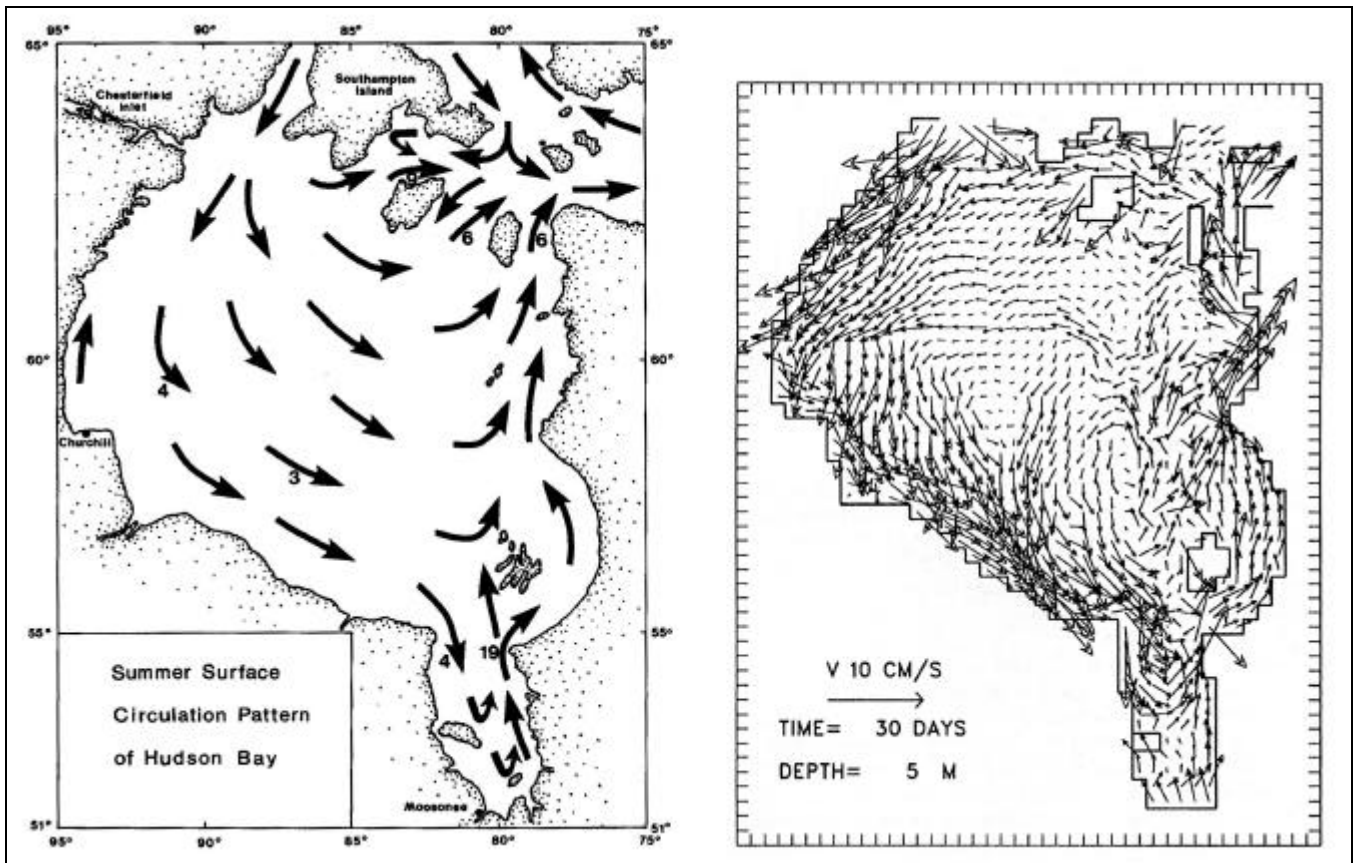 95° 90° 85° 80° 75°
65° 65°
Southampton
Island
Chesterfield
Inlet
9
6 6
60° 60°
4
Churchill
3
55° 55°
4 19
Summer Surface
Circulation Pattern
of Hudson Bay
Moosonee
51° 51°
95° 90° 85° 80° 75°
V 10 CM/S
TIME= 30 DAYS
DEPTH= 5 M